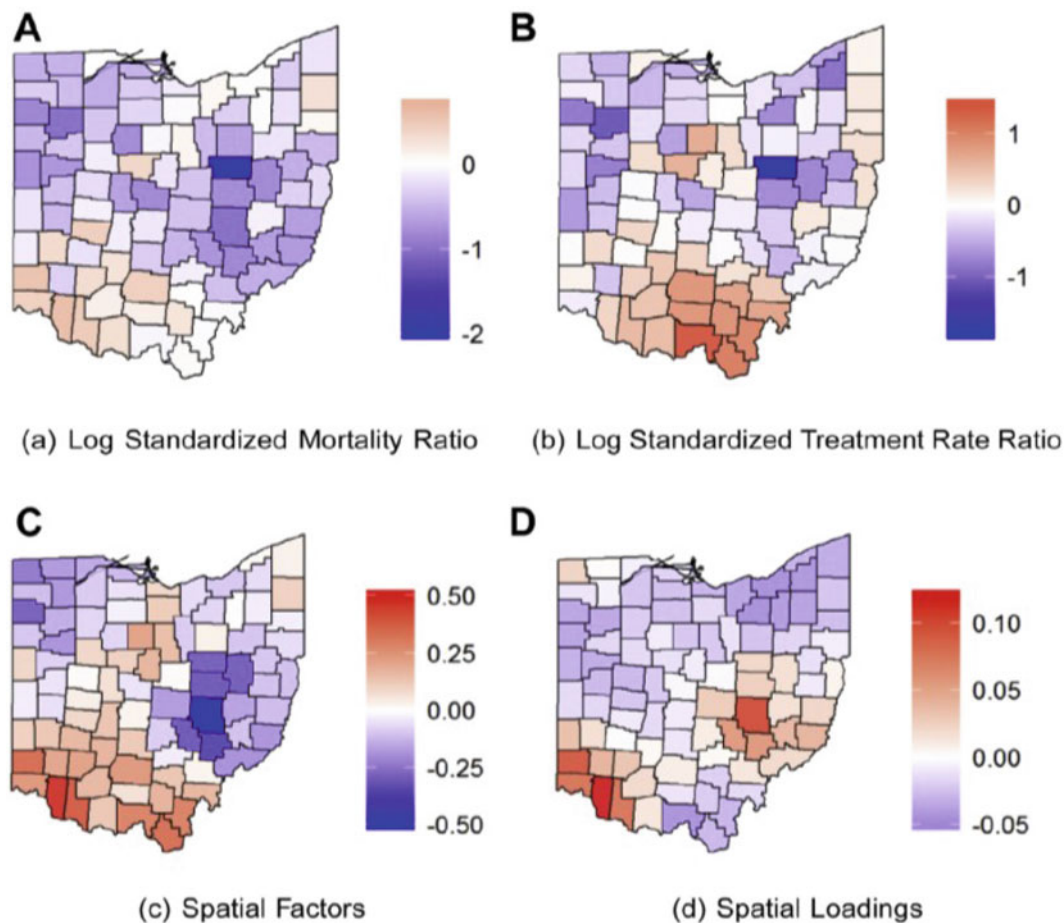 A
B
0
-1
-2
1
0
-1
(a) Log Standardized Mortality Ratio
(b) Log Standardized Treatment Rate Ratio
C
D
0.50
0.25
0.00
-0.25
-0.50
0.10
0.05
0.00
-0.05
(c) Spatial Factors
(d) Spatial Loadings